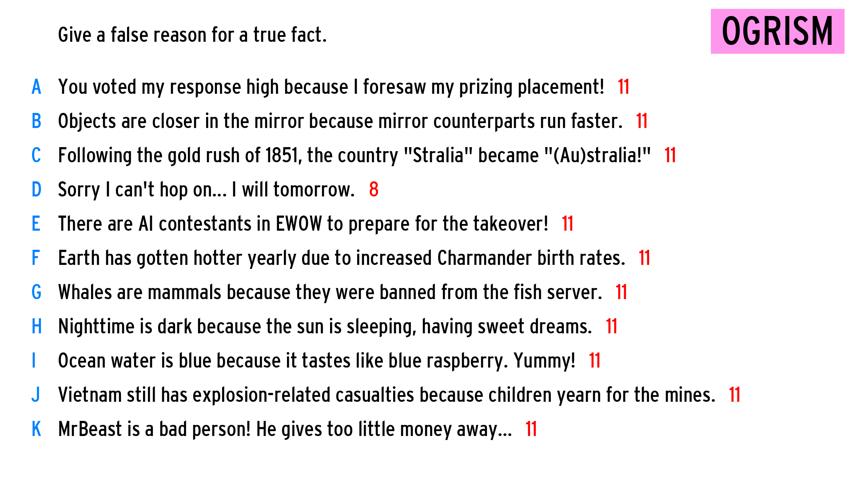 Give a false reason for a true fact.
OGRISM
A You voted my response high because I foresaw my prizing placement! 11
B Objects are closer in the mirror because mirror counterparts run faster. 11
C Following the gold rush of 1851, the country "Stralia" became "(Au)stralia!" 11
D Sorry I can't hop on... I will tomorrow. 8
E There are AI contestants in EWOW to prepare for the takeover! 11
F Earth has gotten hotter yearly due to increased Charmander birth rates. 11
G Whales are mammals because they were banned from the fish server. 11
H Nighttime is dark because the sun is sleeping, having sweet dreams. 11
I Ocean water is blue because it tastes like blue raspberry. Yummy! 11
J Vietnam still has explosion-related casualties because children yearn for the mines. 11
K MrBeast is a bad person! He gives too little money away... 11